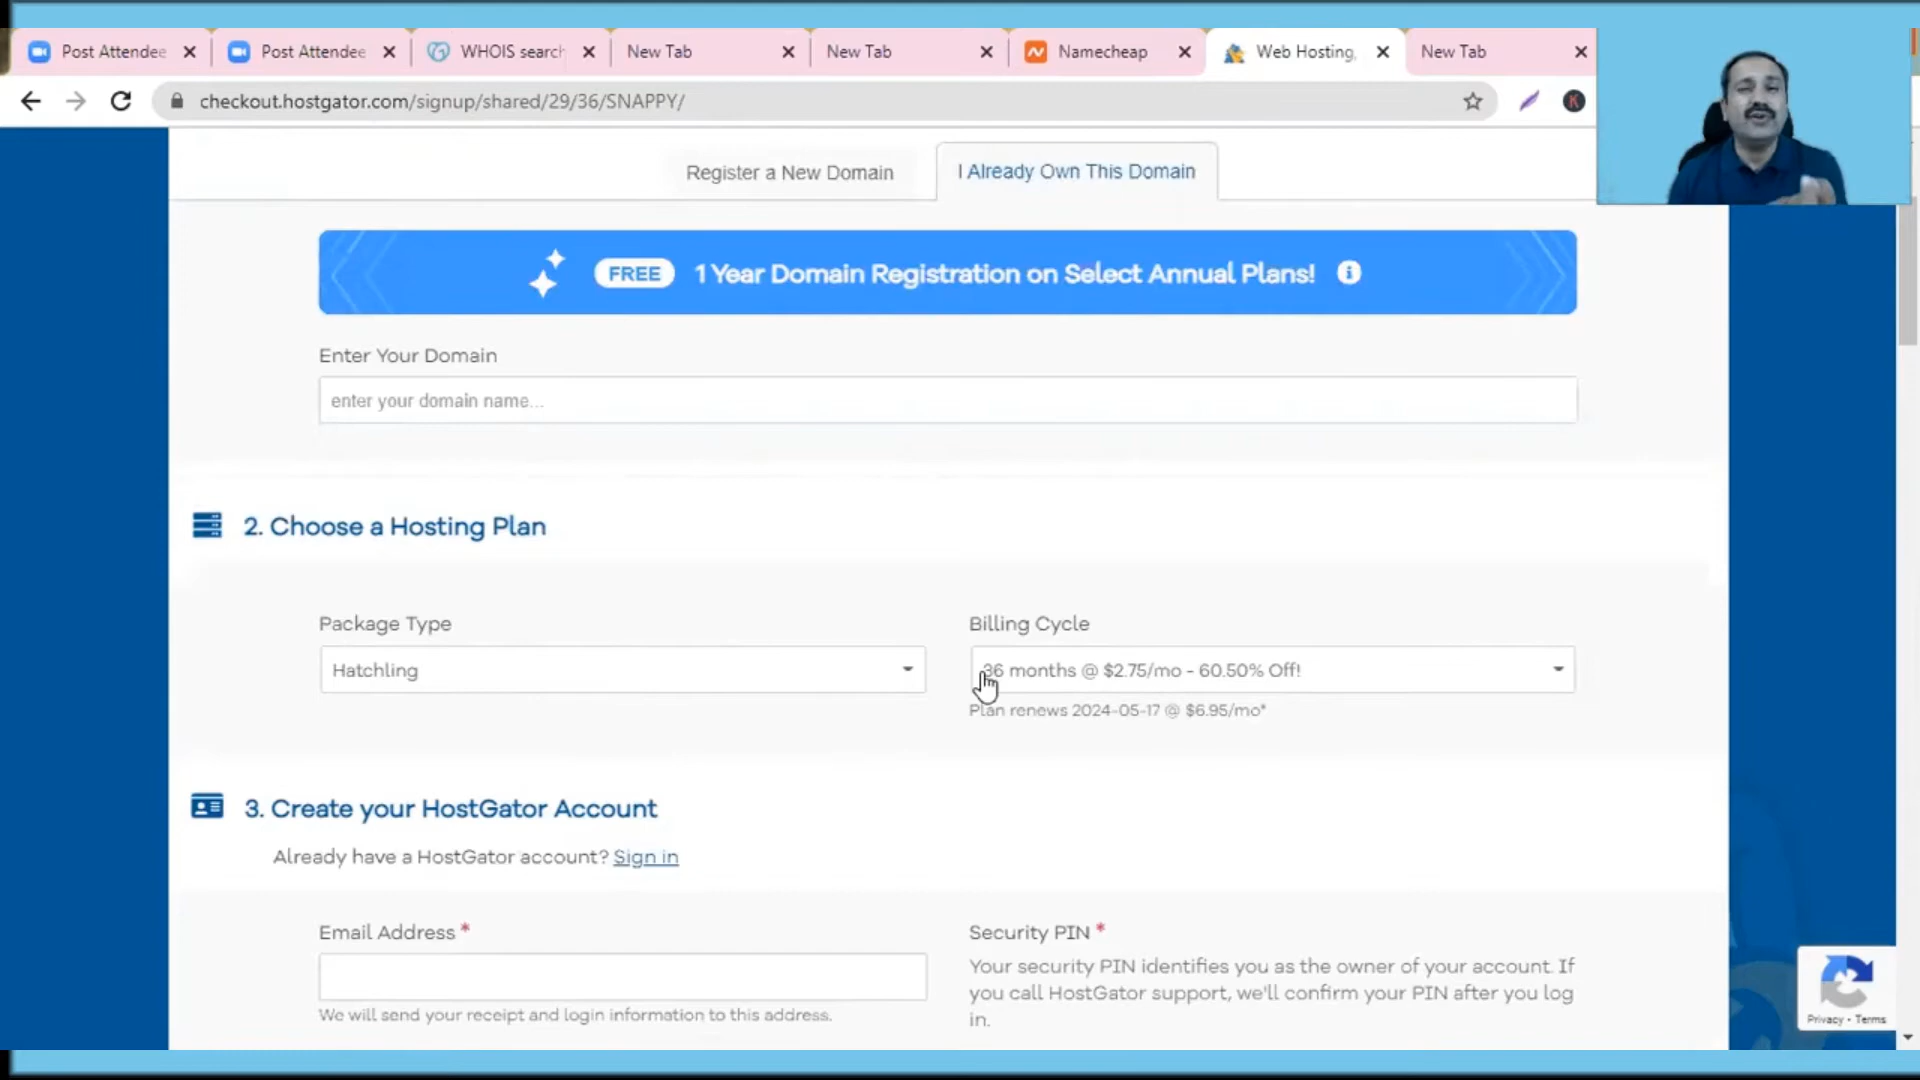 Post Attendee
Post Attendee
WHOIS search
New Tab
New Tab
Namecheap
Web Hosting,
New Tab
checkout.hostgator.com/signup/shared/29/36/SNAPPY/
K
Register a New Domain
I Already Own This Domain
FREE 1 Year Domain Registration on Select Annual Plans!
Enter Your Domain
enter your domain name...
2. Choose a Hosting Plan
Package Type
Billing Cycle
Hatchling
36 months @ $2.75/mo - 60.50% Off!
Plan renews 2024-05-17 @ $6.95/mo*
3. Create your HostGator Account
Already have a HostGator account? Sign in
Email Address *
Security PIN *
Your security PIN identifies you as the owner of your account. If
you call HostGator support, we'll confirm your PIN after you log
in.
We will send your receipt and login information to this address.
Privacy - Terms